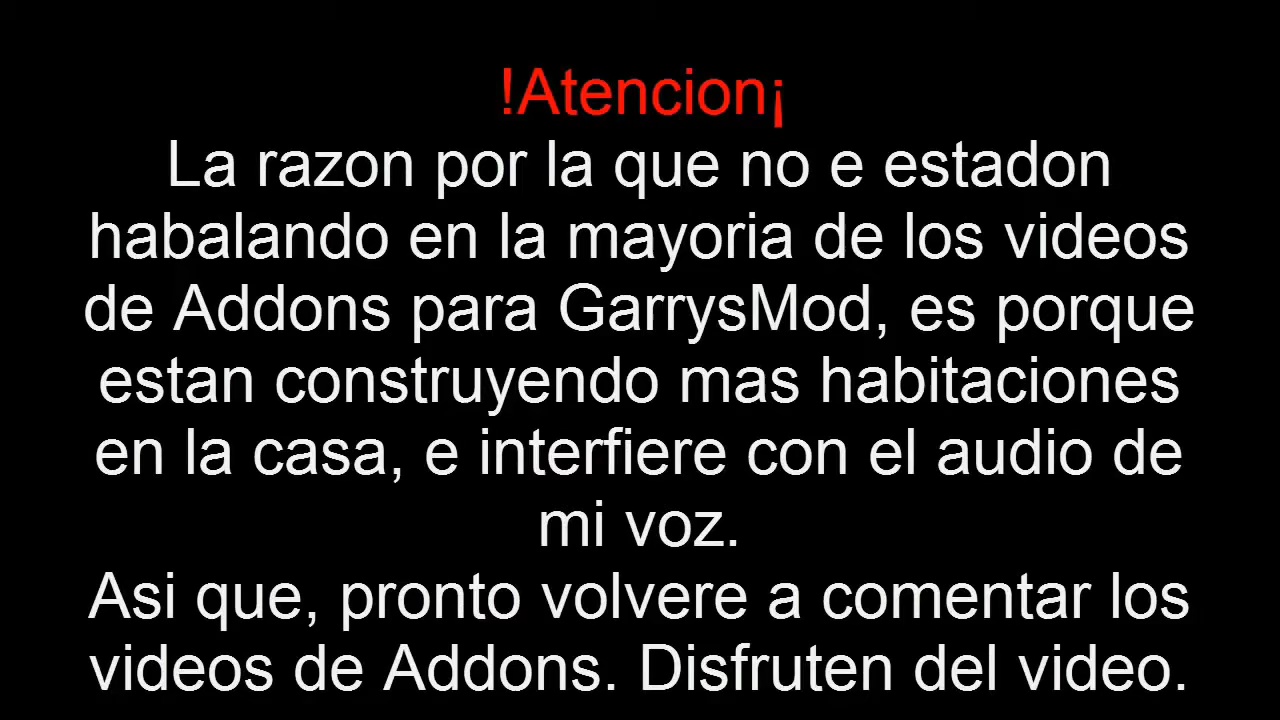 !Atencion¡
La razon por la que no e estadon
habalando en la mayoria de los videos
de Addons para GarrysMod, es porque
estan construyendo mas habitaciones
en la casa, e interfiere con el audio de
mi voz.
Asi que, pronto volvere a comentar los
videos de Addons. Disfruten del video.